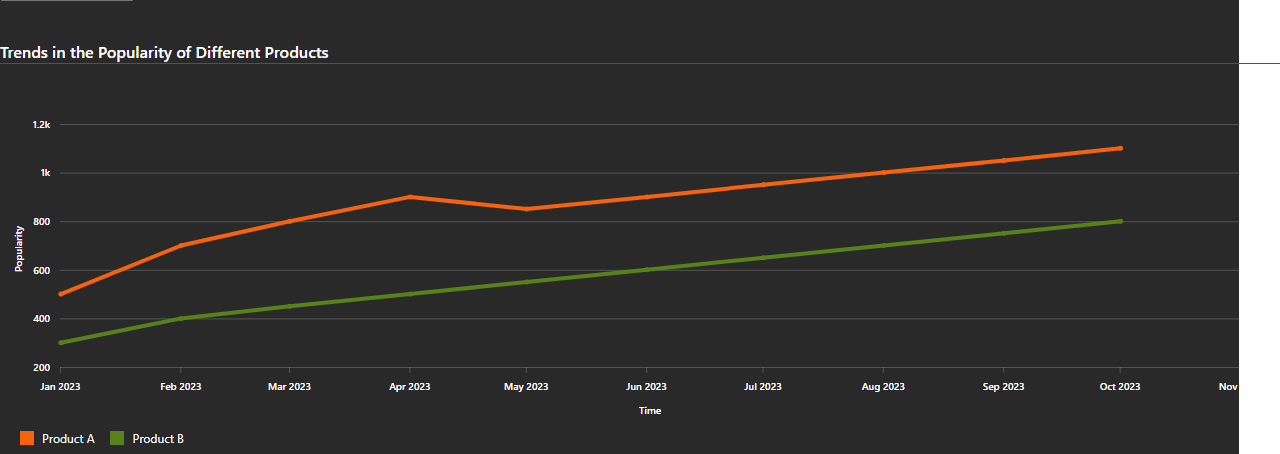 Trends in the Popularity of Different Products
1.2k
1k
800
600
400
200
Popularity
Jan 2023 Feb 2023 Mar 2023 Apr 2023 May 2023 Jun 2023 Jul 2023 Aug 2023 Sep 2023 Oct 2023 Nov
Time
Product A Product B